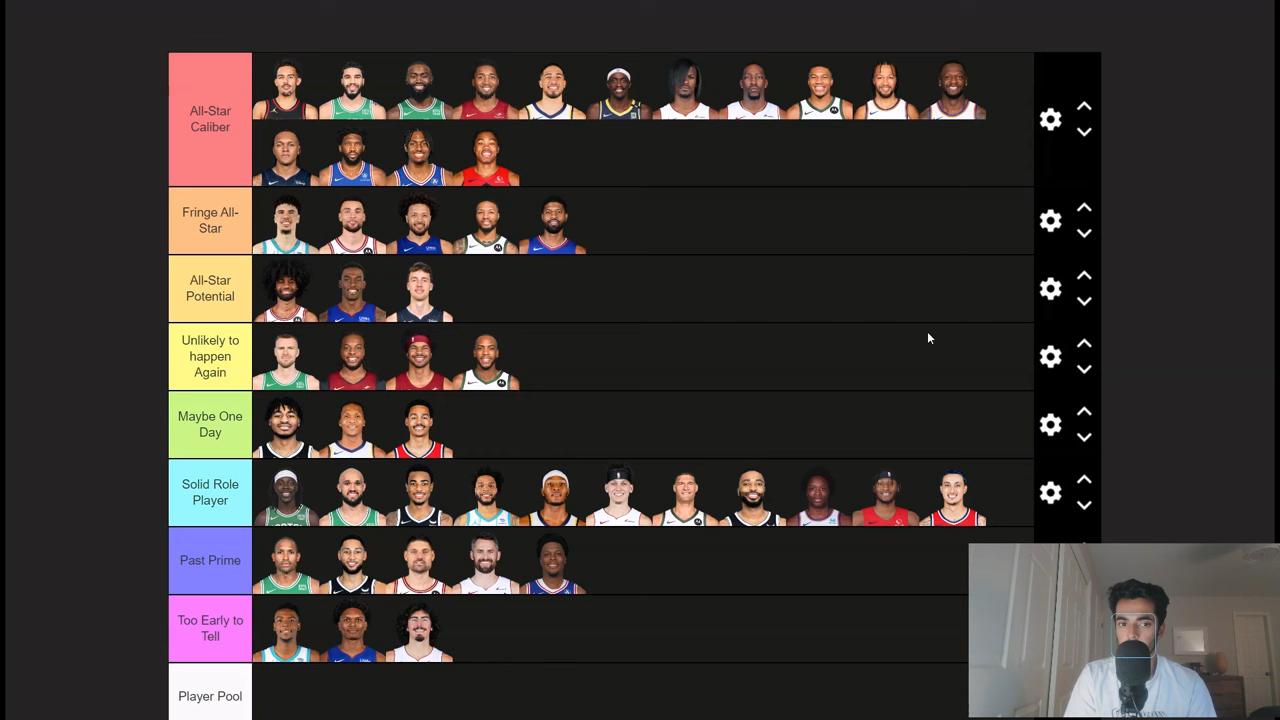 All-Star
Caliber
Fringe All-
Star
All-Star
Potential
Unlikely to
happen
Again
Maybe One
Day
Solid Role
Player
Past Prime
Too Early to
Tell
Player Pool